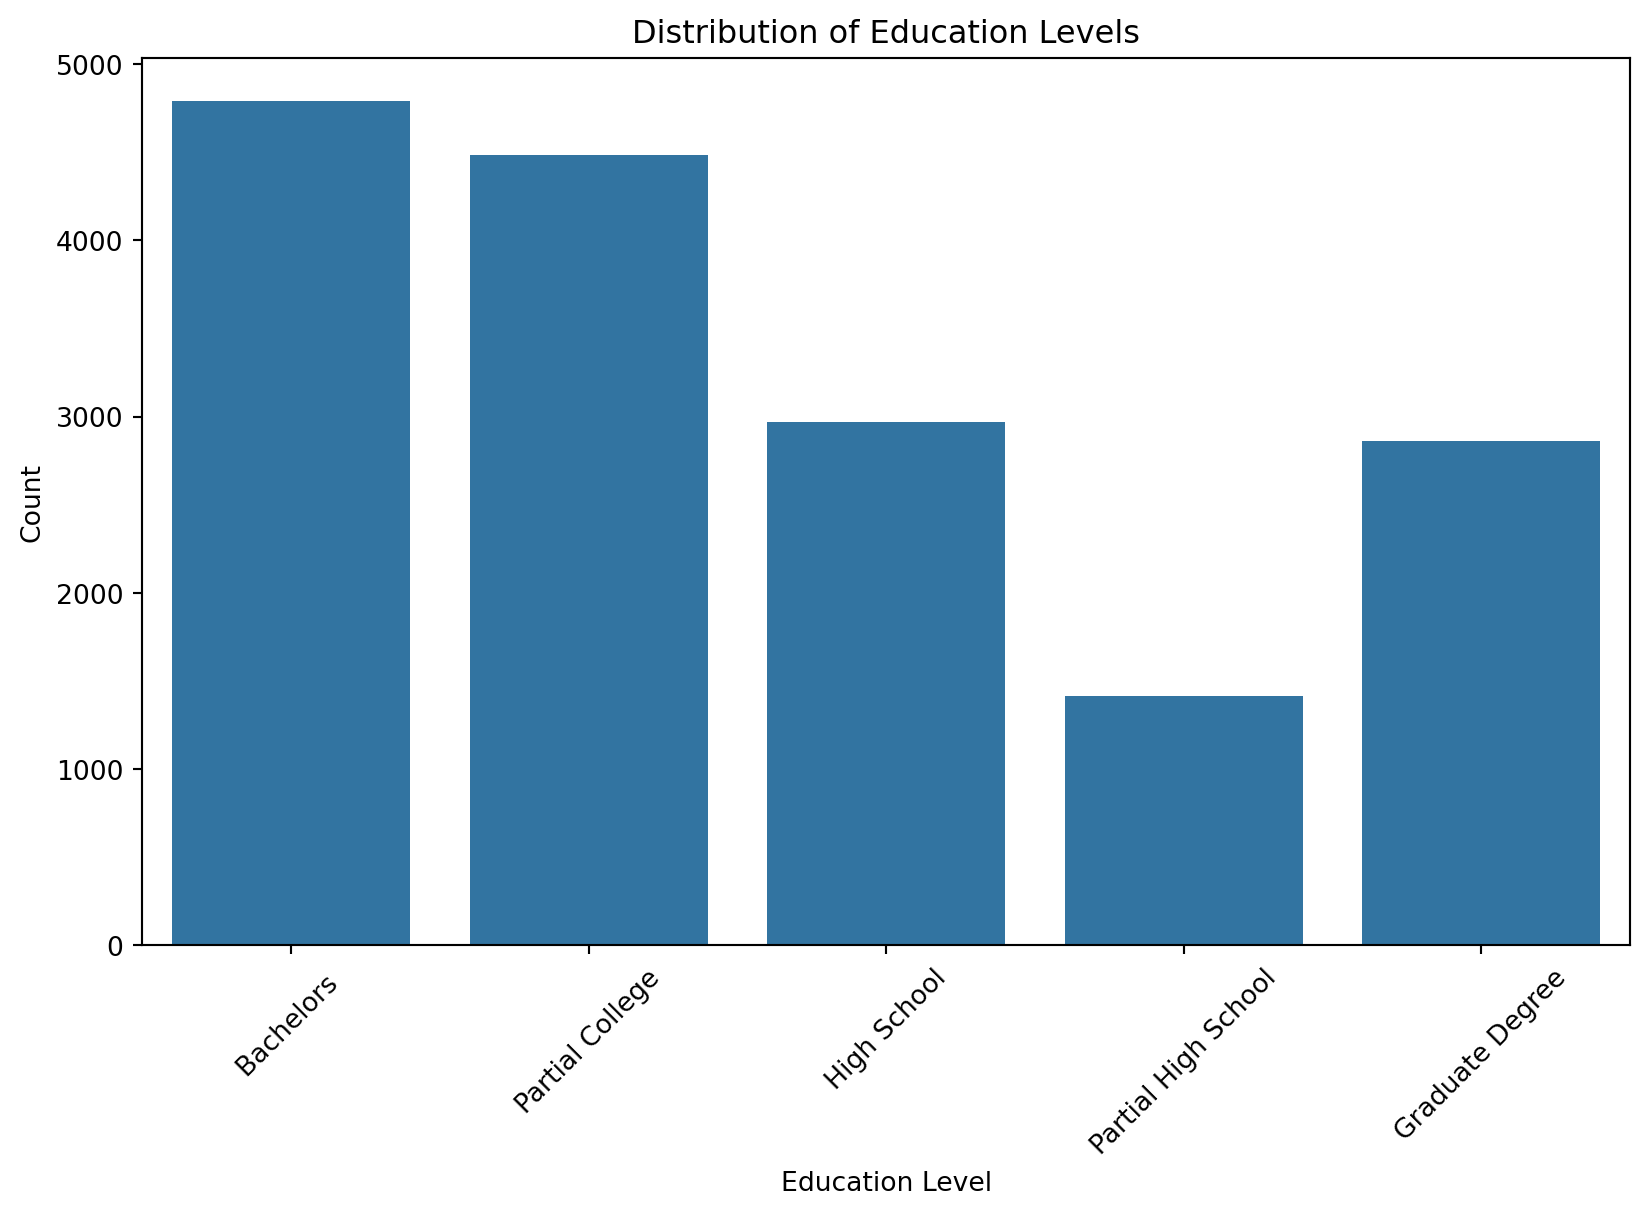 Distribution of Education Levels
5000
4000
3000
2000
1000
0
Count
Bachelors
Partial College
High School
Partial High School
Graduate Degree
Education Level